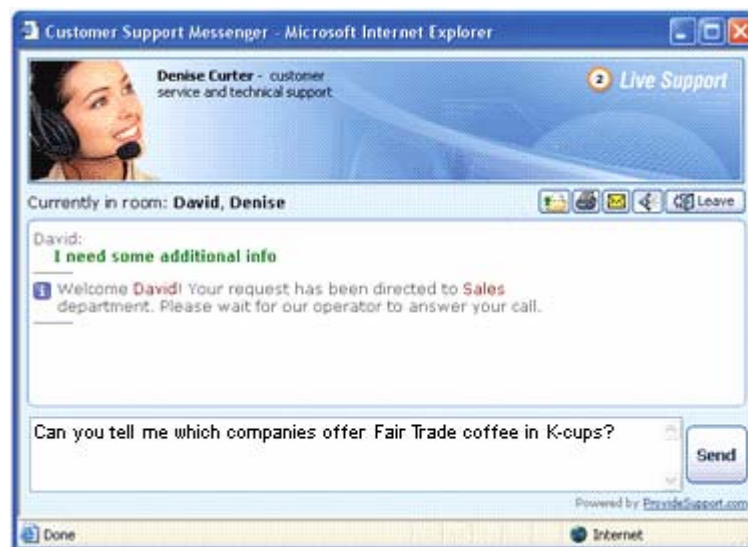 Customer Support Messenger - Microsoft Internet Explorer
Denise Curter - customer
service and technical support
2 Live Support
Currently in room: David, Denise
Leave
David:
I need some additional info
Welcome David! Your request has been directed to Sales
department. Please wait for our operator to answer your call.
Can you tell me which companies offer Fair Trade coffee in K-cups?
Send
Powered by ProvideSupport.com
Done
Internet